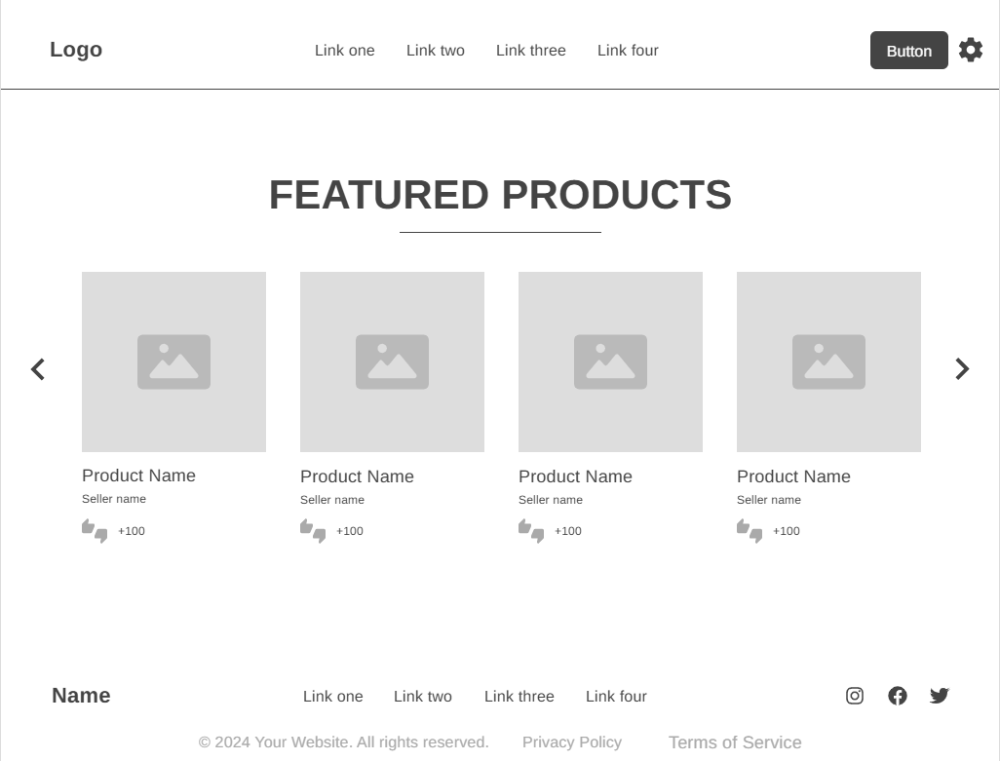 Logo Link one Link two Link three Link four Button
FEATURED PRODUCTS
Product Name Product Name Product Name Product Name
Seller name Seller name Seller name Seller name
+100 +100 +100 +100
Name Link one Link two Link three Link four
© 2024 Your Website. All rights reserved. Privacy Policy Terms of Service